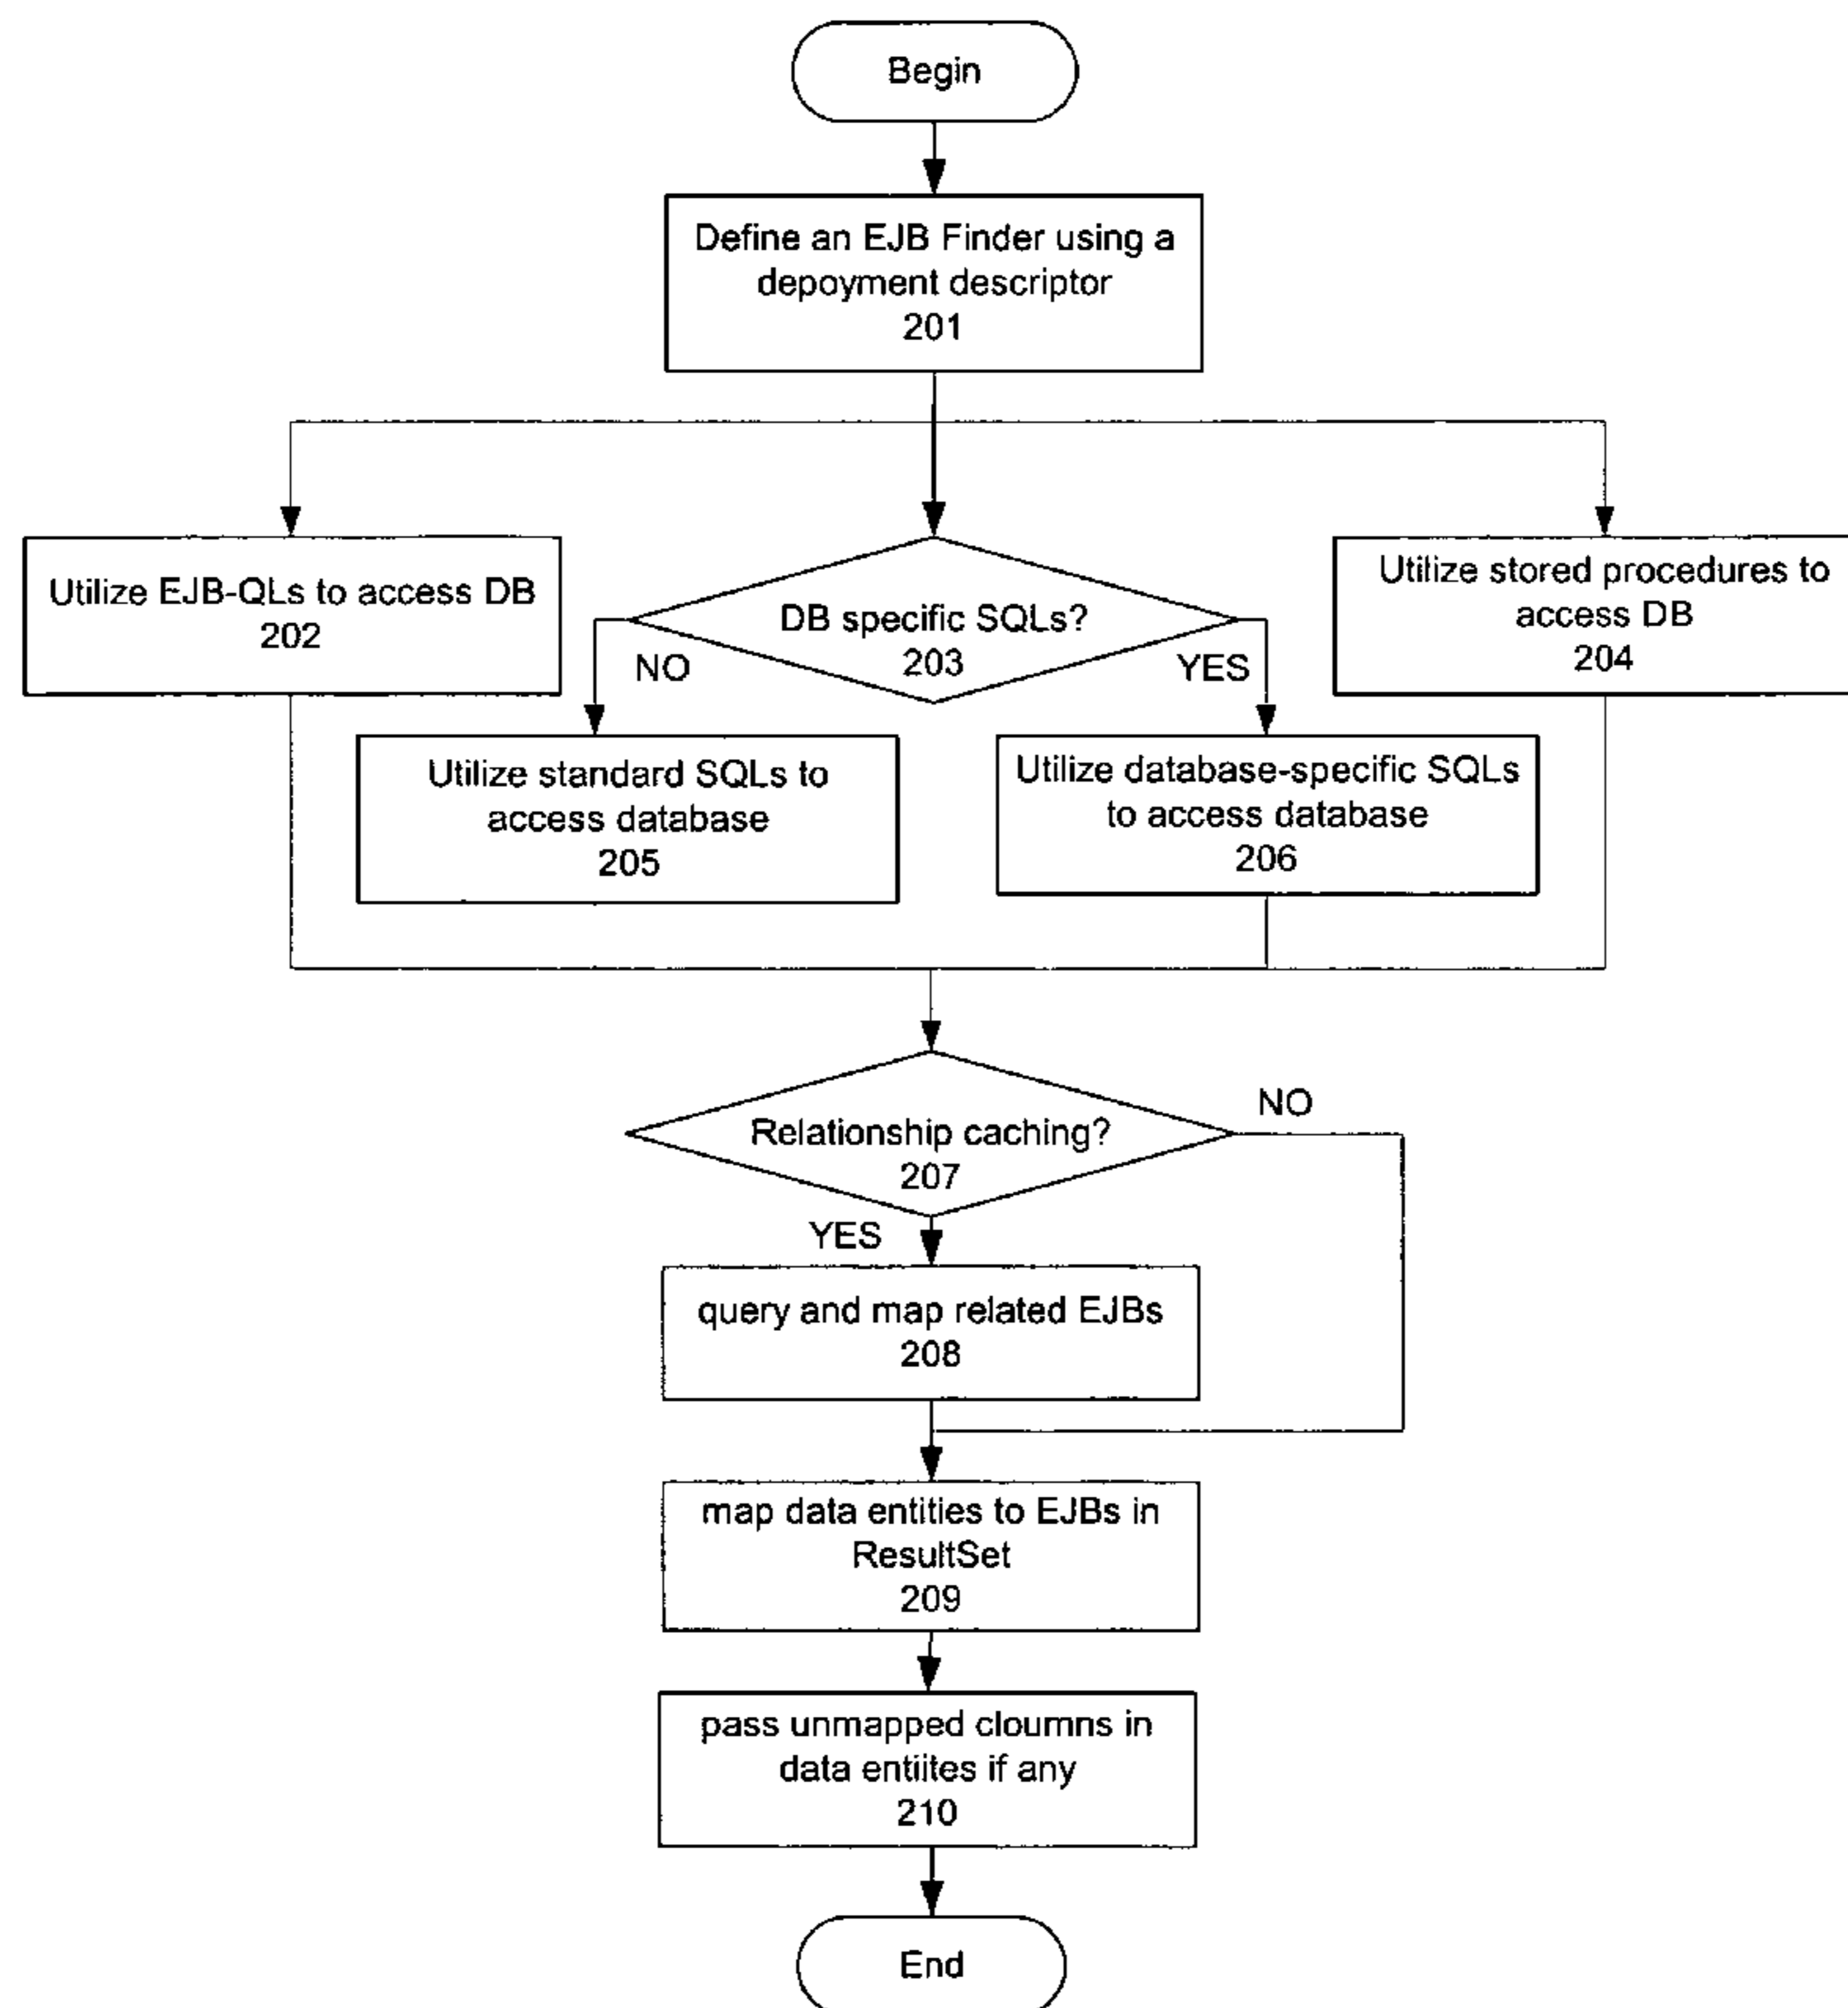 Begin
Define an EJB Finder using a
depoyment descriptor
201
Utilize EJB-QLs to access DB
202
DB specific SQLs?
203
NO
YES
Utilize stored procedures to
access DB
204
Utilize standard SQLs to
access database
205
Utilize database-specific SQLs
to access database
206
Relationship caching?
207
NO
YES
query and map related EJBs
208
map data entities to EJBs in
ResultSet
209
pass unmapped cloumns in
data entiites if any
210
End